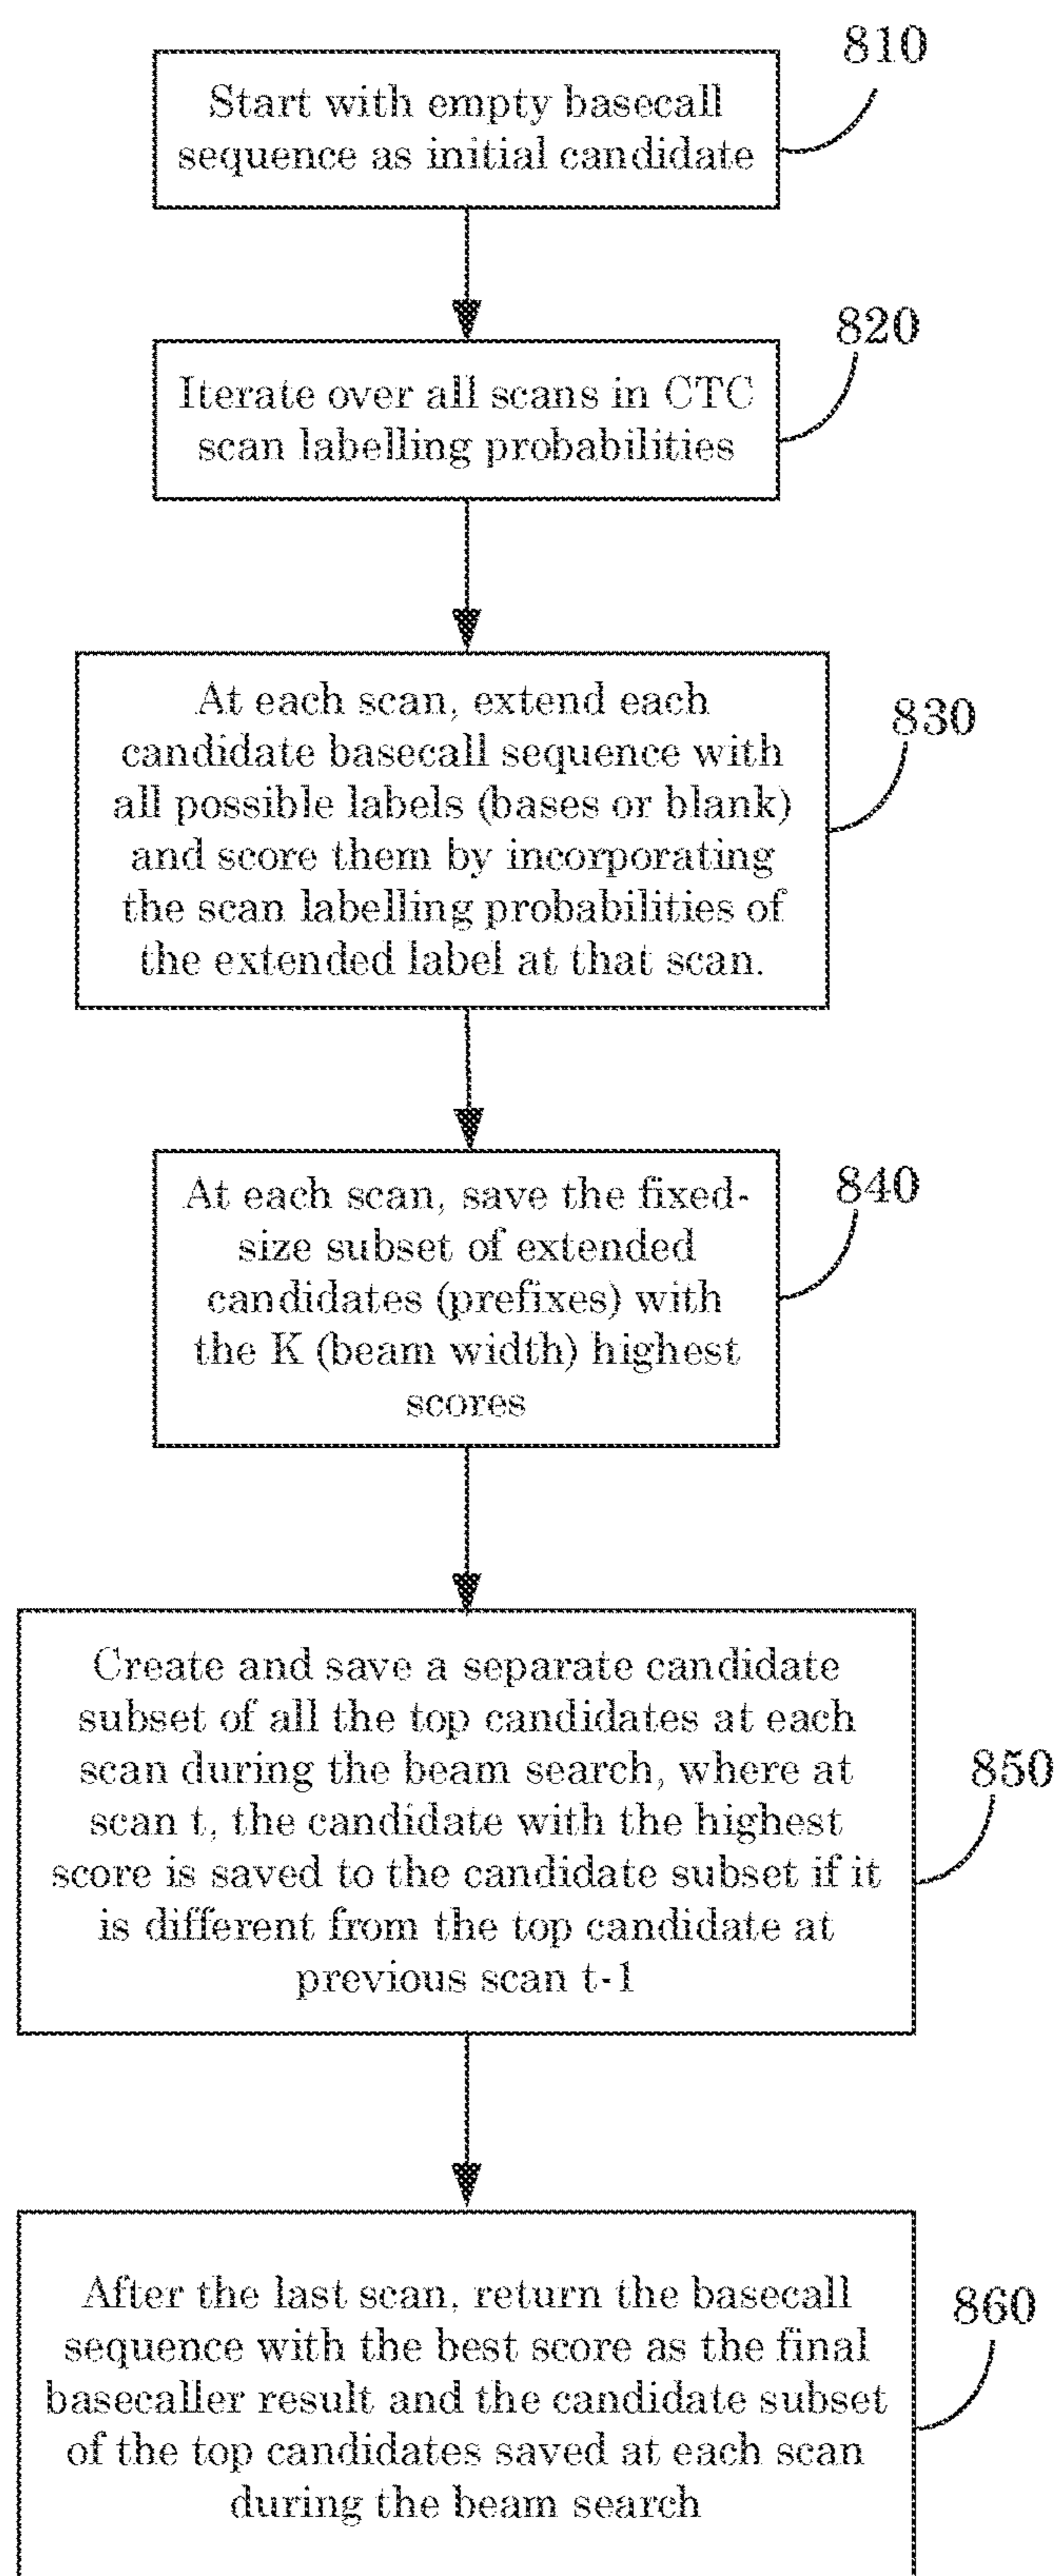 810
Start with empty basecall
sequence as initial candidate
820
Iterate over all scans in CTC
scan labelling probabilities
830
At each scan, extend each
candidate basecall sequence with
all possible labels (bases or blank)
and score them by incorporating
the scan labelling probabilities of
the extended label at that scan.
840
At each scan, save the fixed-
size subset of extended
candidates (prefixes) with
the K (beam width) highest
scores
850
Create and save a separate candidate
subset of all the top candidates at each
scan during the beam search, where at
scan t, the candidate with the highest
score is saved to the candidate subset if it
is different from the top candidate at
previous scan t-1
860
After the last scan, return the basecall
sequence with the best score as the final
basecaller result and the candidate subset
of the top candidates saved at each scan
during the beam search